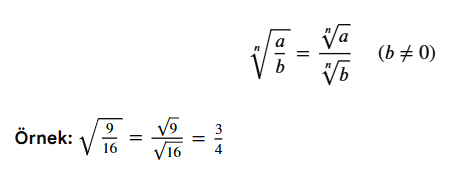 ⁿ√(a/b) = ⁿ√a / ⁿ√b (b ≠ 0)
Örnek: √(9/16) = √9 / √16 = 3/4